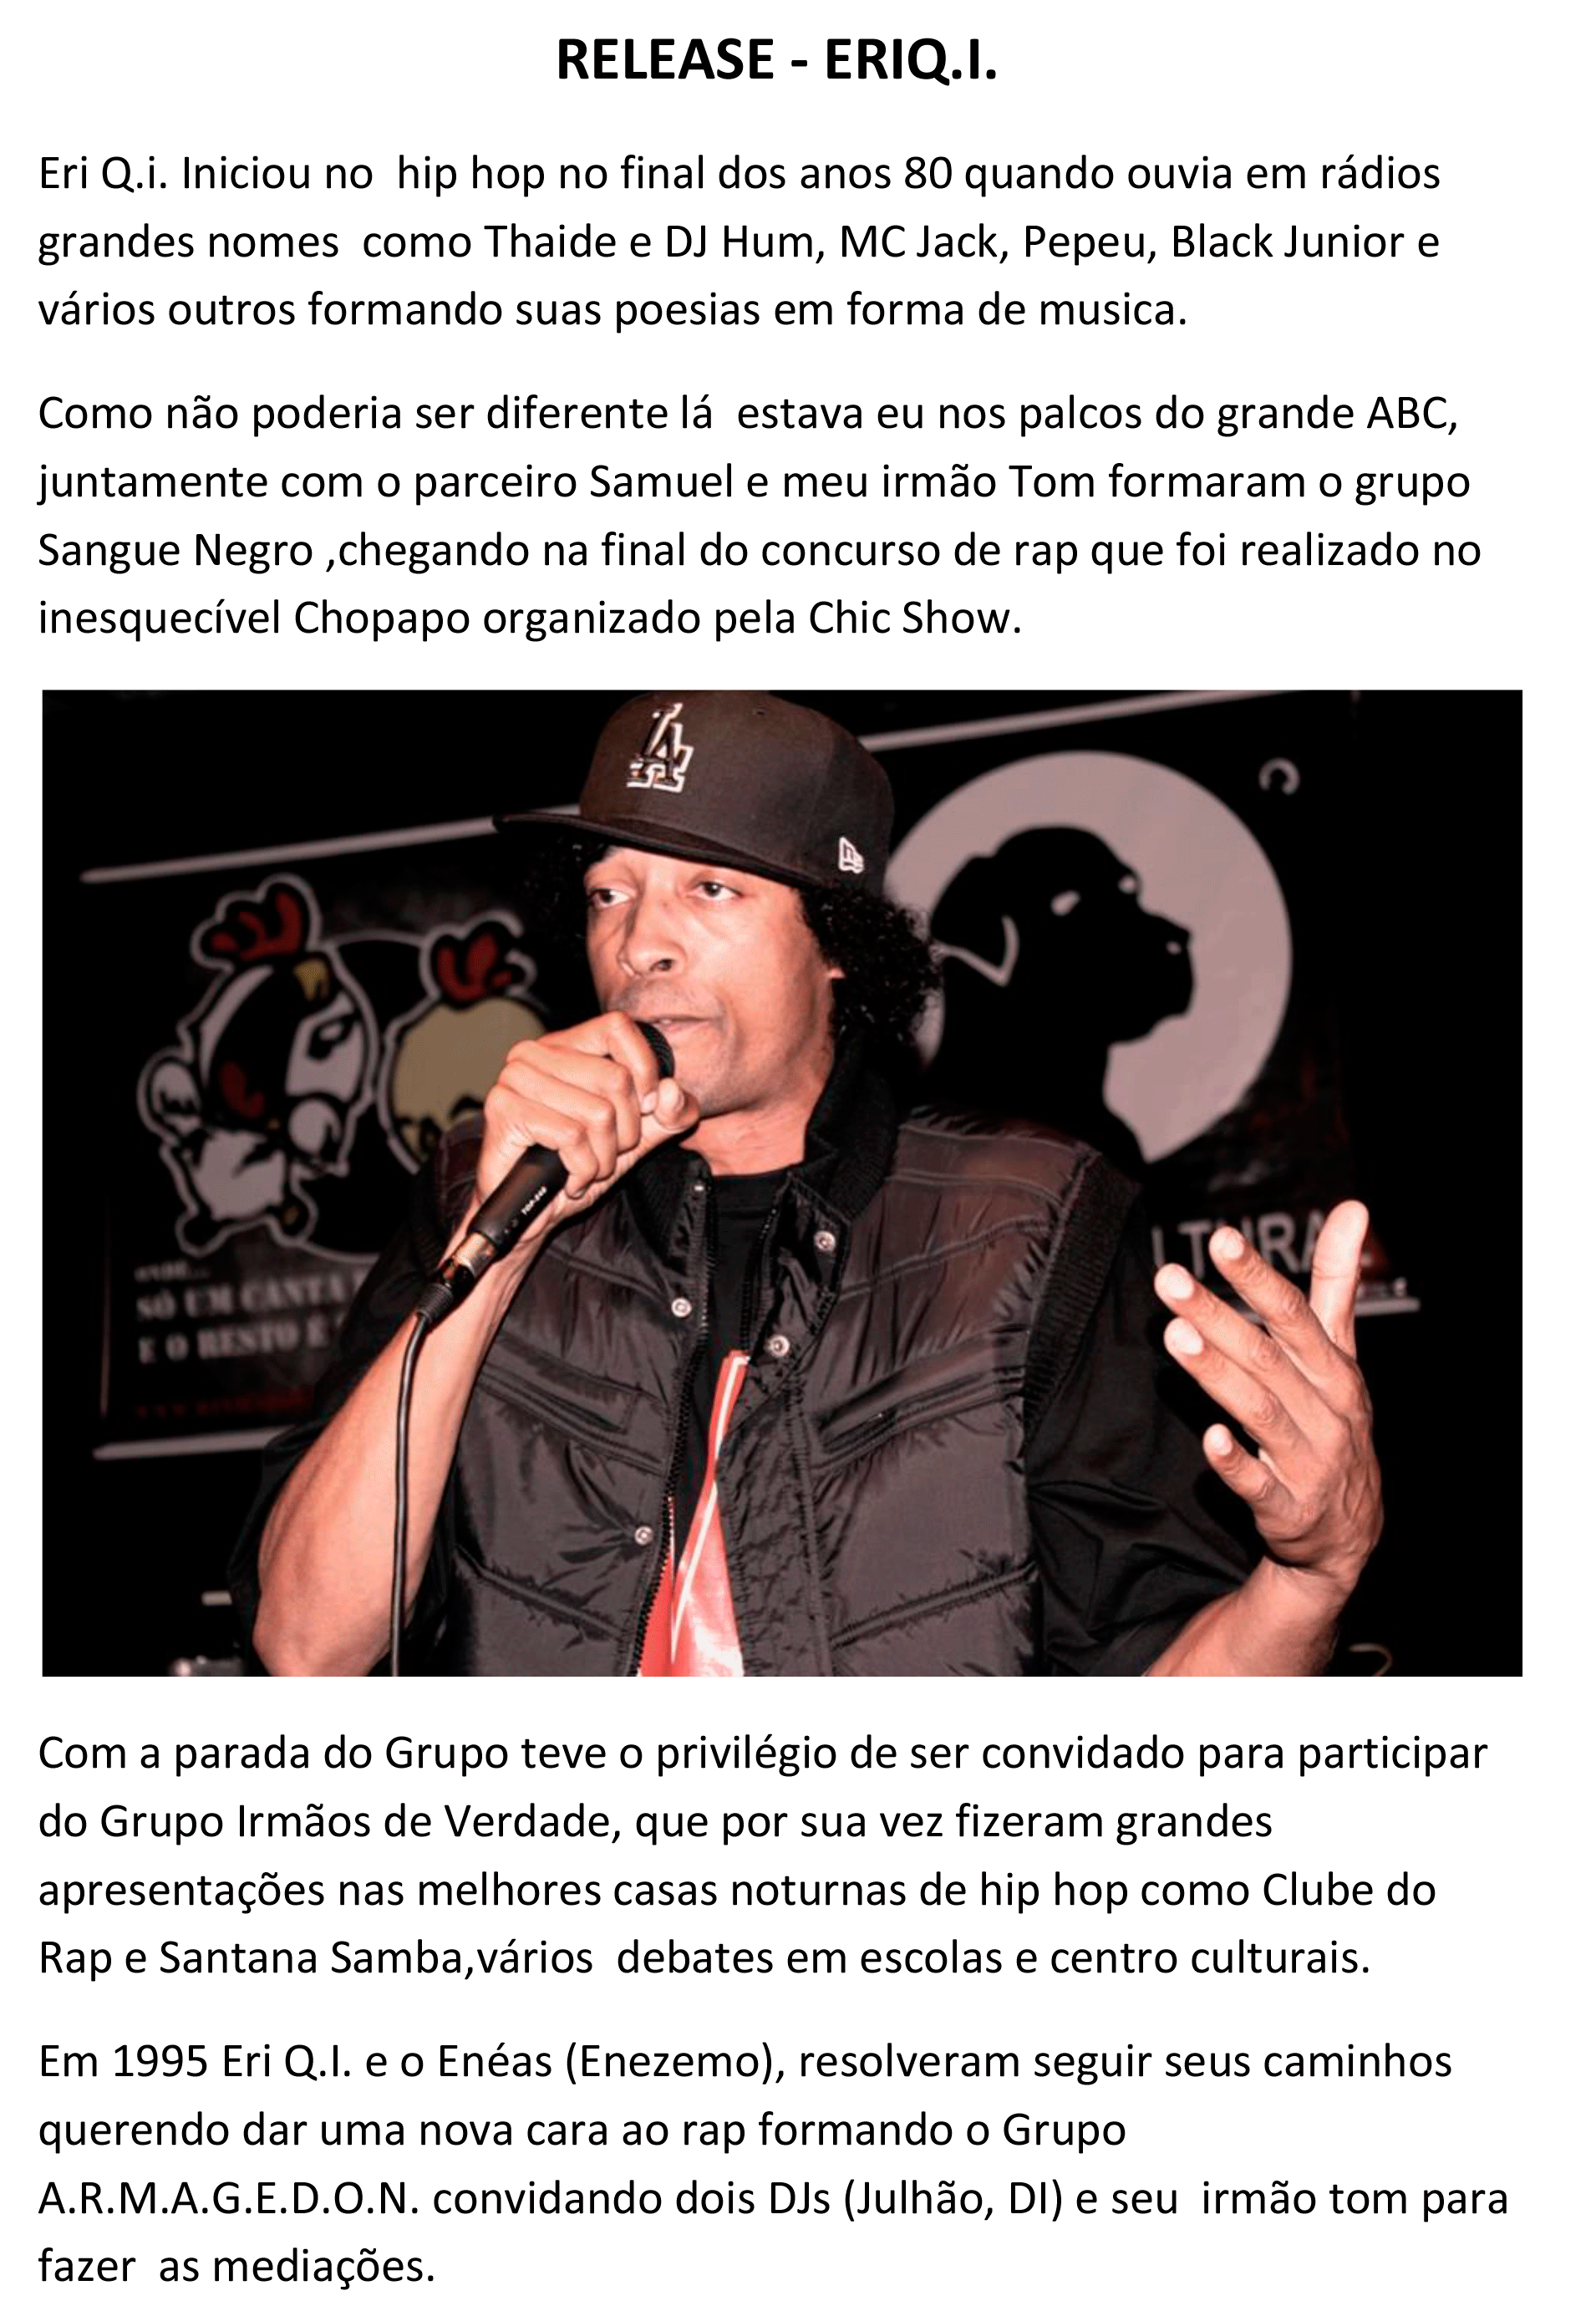 RELEASE - ERIQ.I.
Eri Q.i. Iniciou no  hip hop no final dos anos 80 quando ouvia em rádios
grandes nomes  como Thaide e DJ Hum, MC Jack, Pepeu, Black Junior e
vários outros formando suas poesias em forma de musica.
Como não poderia ser diferente lá  estava eu nos palcos do grande ABC,
juntamente com o parceiro Samuel e meu irmão Tom formaram o grupo
Sangue Negro ,chegando na final do concurso de rap que foi realizado no
inesquecível Chopapo organizado pela Chic Show.
LA
SÓ UM CANTA
E O RESTO É
LTURAL
Com a parada do Grupo teve o privilégio de ser convidado para participar
do Grupo Irmãos de Verdade, que por sua vez fizeram grandes
apresentações nas melhores casas noturnas de hip hop como Clube do
Rap e Santana Samba,vários  debates em escolas e centro culturais.
Em 1995 Eri Q.I. e o Enéas (Enezemo), resolveram seguir seus caminhos
querendo dar uma nova cara ao rap formando o Grupo
A.R.M.A.G.E.D.O.N. convidando dois DJs (Julhão, DI) e seu  irmão tom para
fazer  as mediações.